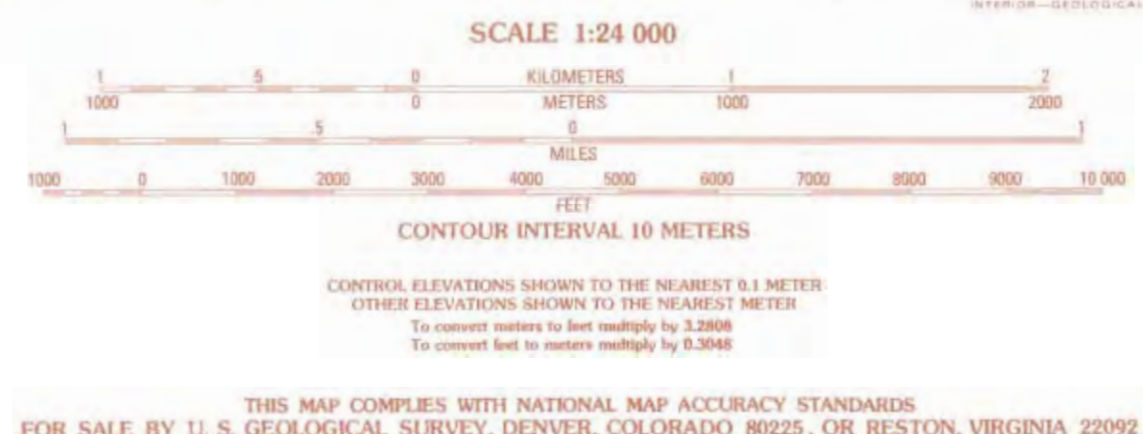 INTERIOR—GEOLOGICAL
SCALE 1:24 000
1 .5 0 KILOMETERS 1 2
1000 0 METERS 1000 2000
1 .5 0 1
MILES
1000 0 1000 2000 3000 4000 5000 6000 7000 8000 9000 10 000
FEET
CONTOUR INTERVAL 10 METERS
CONTROL ELEVATIONS SHOWN TO THE NEAREST 0.1 METER
OTHER ELEVATIONS SHOWN TO THE NEAREST METER
To convert meters to feet multiply by 3.2808
To convert feet to meters multiply by 0.3048
THIS MAP COMPLIES WITH NATIONAL MAP ACCURACY STANDARDS
FOR SALE BY U. S. GEOLOGICAL SURVEY, DENVER, COLORADO 80225, OR RESTON, VIRGINIA 22092